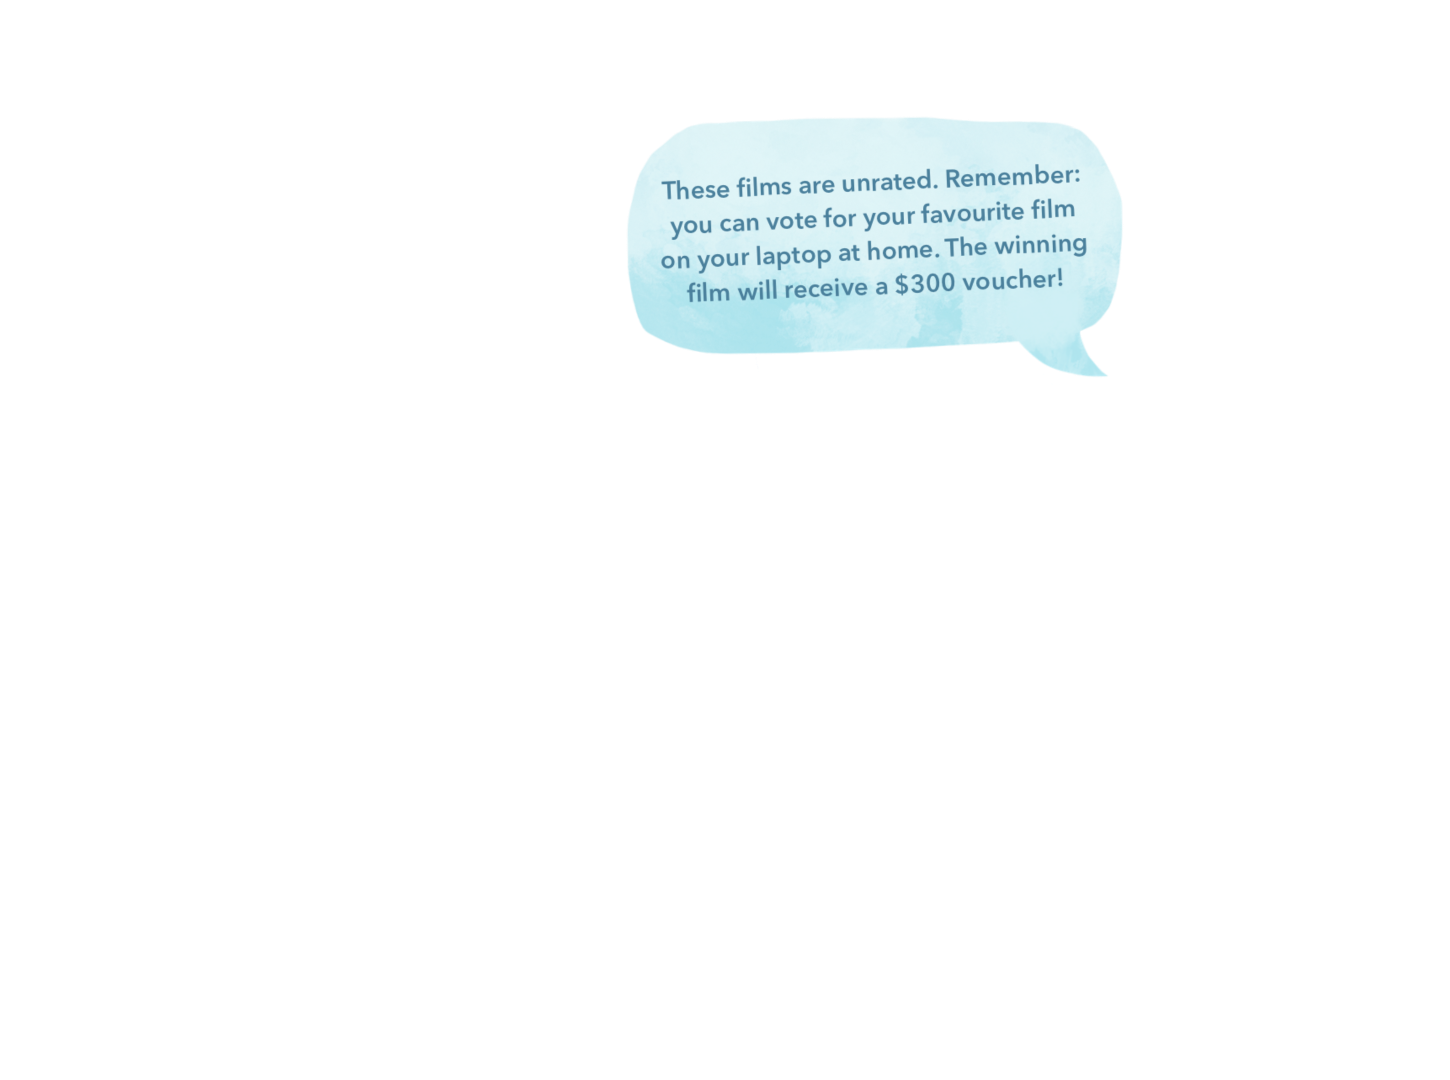 These films are unrated. Remember:
you can vote for your favourite film
on your laptop at home. The winning
film will receive a $300 voucher!